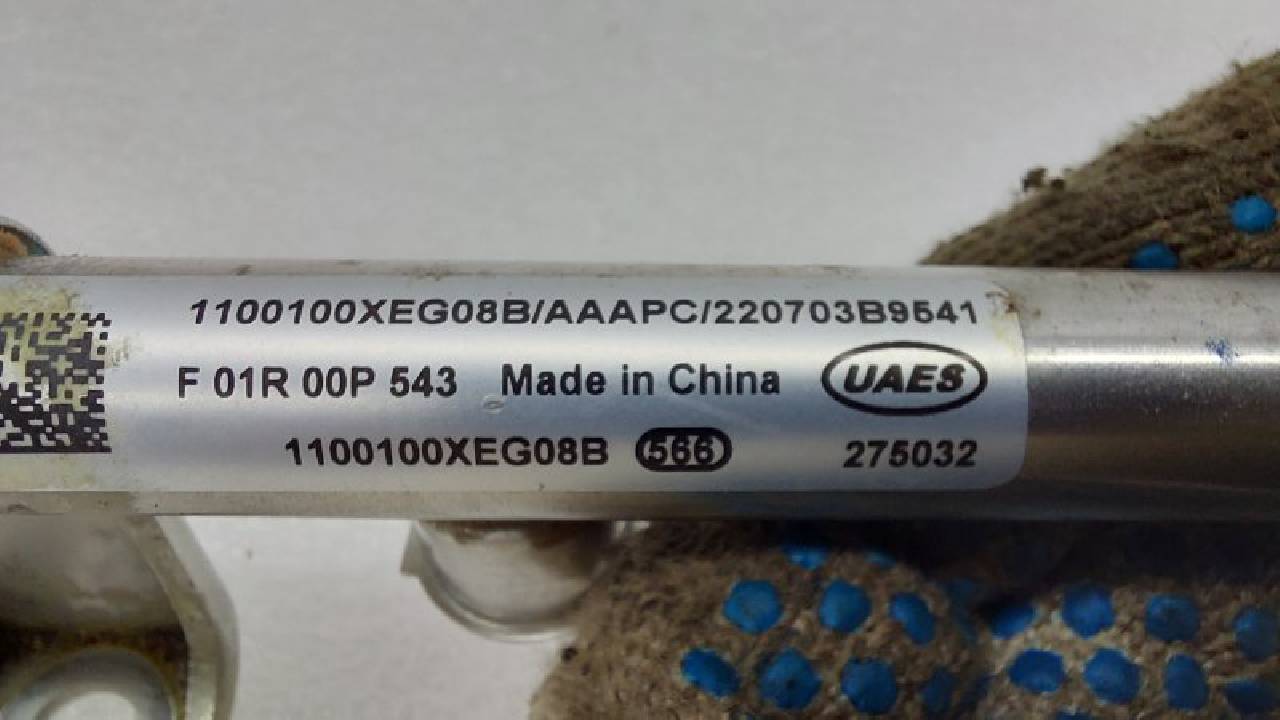 1100100XEG08B/AAAPC/220703B9541
F 01R 00P 543 Made in China UAES
1100100XEG08B 566 275032